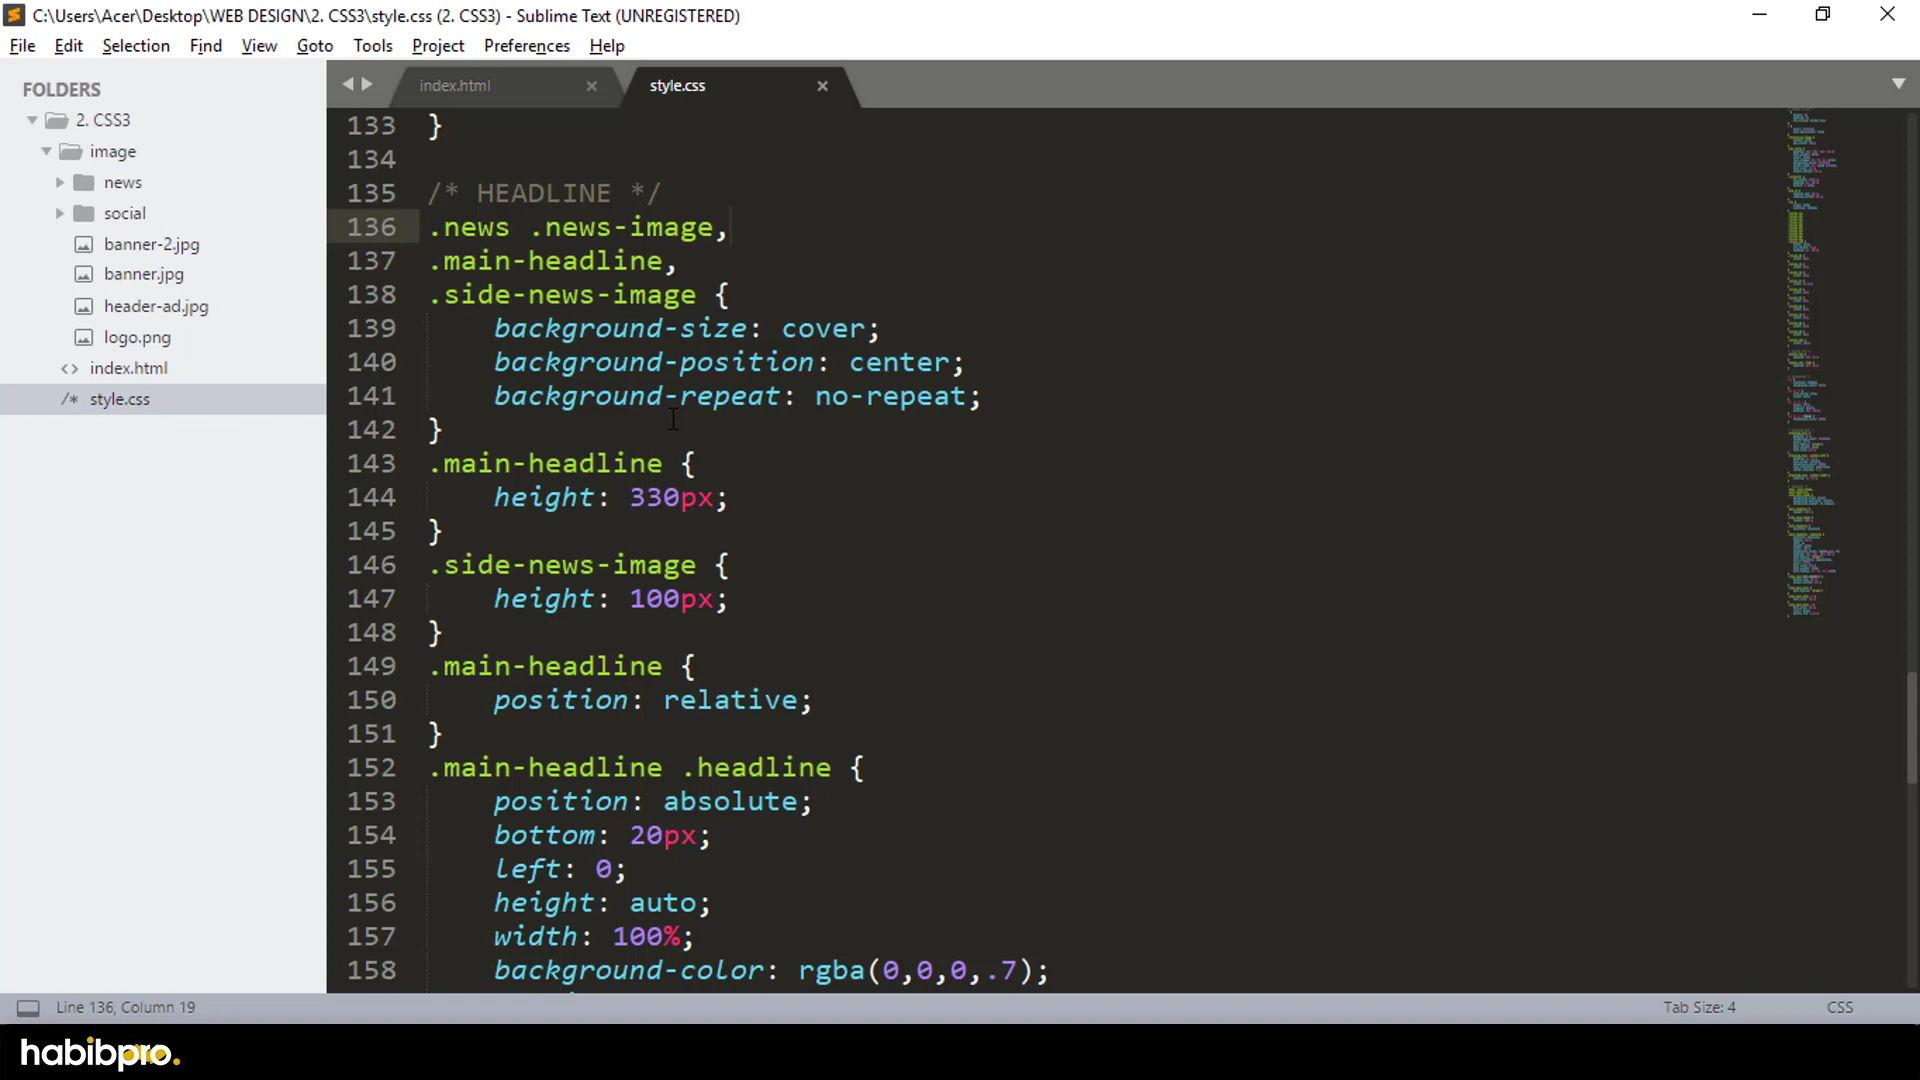 C:\Users\Acer\Desktop\WEB DESIGN\2. CSS3\style.css (2. CSS3) - Sublime Text (UNREGISTERED)
File Edit Selection Find View Goto Tools Project Preferences Help
FOLDERS
2. CSS3
image
news
social
banner-2.jpg
banner.jpg
header-ad.jpg
logo.png
<> index.html
/* style.css
index.html
style.css
133 }
134
135 /* HEADLINE */
136 .news .news-image,
137 .main-headline,
138 .side-news-image {
139 background-size: cover;
140 background-position: center;
141 background-repeat: no-repeat;
142 }
143 .main-headline {
144 height: 330px;
145 }
146 .side-news-image {
147 height: 100px;
148 }
149 .main-headline {
150 position: relative;
151 }
152 .main-headline .headline {
153 position: absolute;
154 bottom: 20px;
155 left: 0;
156 height: auto;
157 width: 100%;
158 background-color: rgba(0,0,0,.7);
Line 136, Column 19
Tab Size: 4
CSS
habibpro.